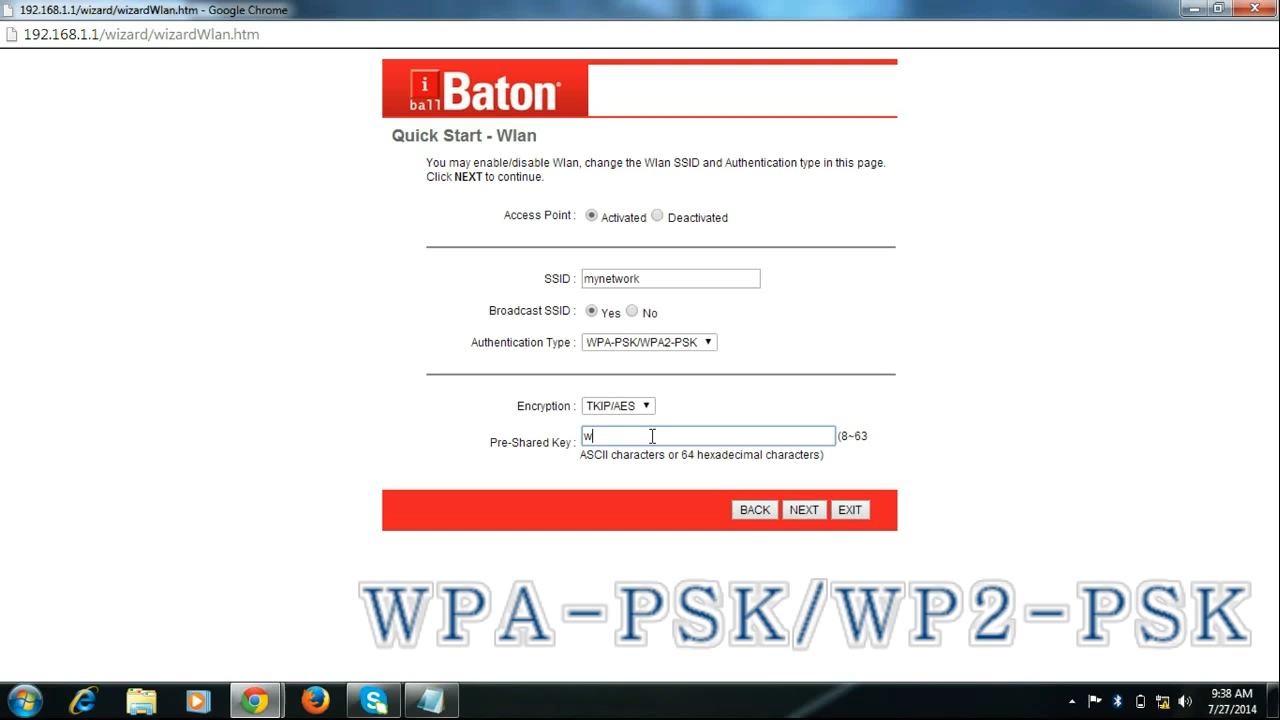 192.168.1.1/wizard/wizardWlan.htm - Google Chrome
192.168.1.1/wizard/wizardWlan.htm
i ball Baton®
Quick Start - Wlan
You may enable/disable Wlan, change the Wlan SSID and Authentication type in this page.
Click NEXT to continue.
Access Point : Activated Deactivated
SSID : mynetwork
Broadcast SSID : Yes No
Authentication Type : WPA-PSK/WPA2-PSK
Encryption : TKIP/AES
Pre-Shared Key : w (8~63
ASCII characters or 64 hexadecimal characters)
BACK NEXT EXIT
WPA-PSK/WP2-PSK
9:38 AM
7/27/2014